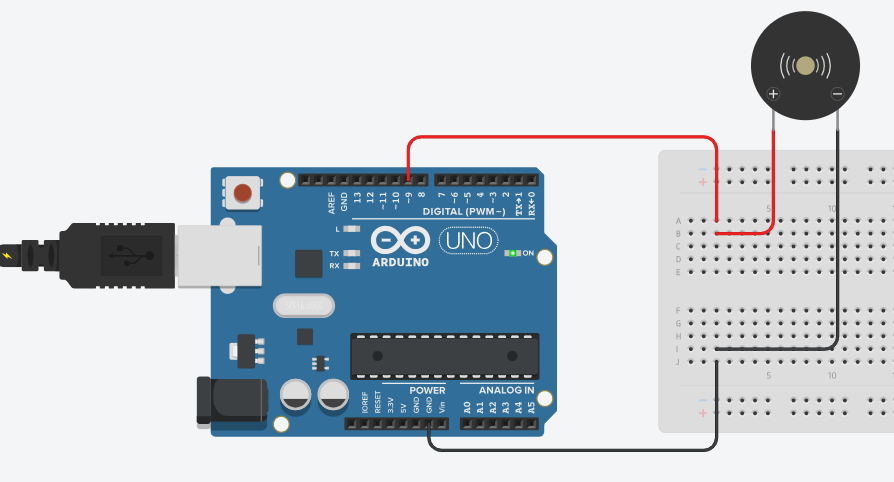 + −
AREF
GND
13
12
~11
~10
~9
8
7
~6
~5
~4
~3
2
TX→1
RX←0
DIGITAL (PWM~)
L
TX
RX
UNO
ARDUINO
ON
POWER
ANALOG IN
IOREF
RESET
3.3V
5V
GND
GND
Vin
A0
A1
A2
A3
A4
A5
−
+
5 10
A
B
C
D
E
F
G
H
I
J
5 10
−
+